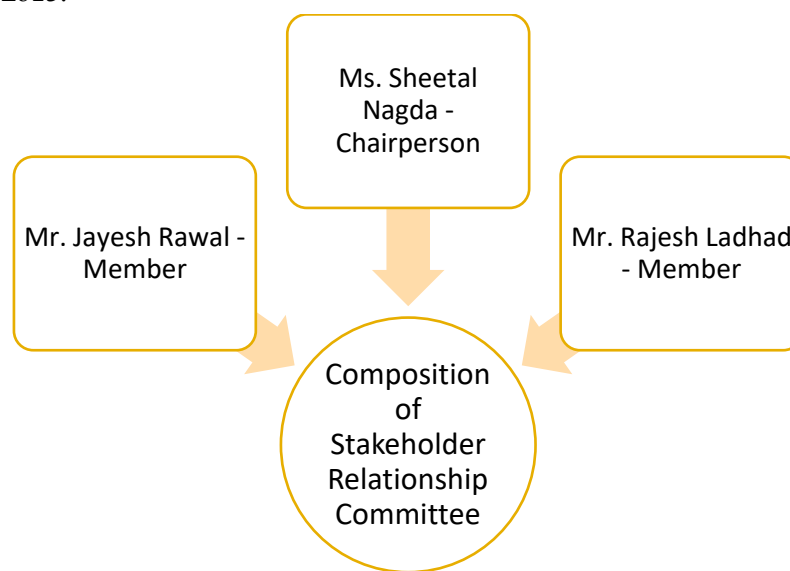 Ms. Sheetal
Nagda -
Chairperson
Mr. Jayesh Rawal -
Member
Mr. Rajesh Ladhad
- Member
Composition
of
Stakeholder
Relationship
Committee